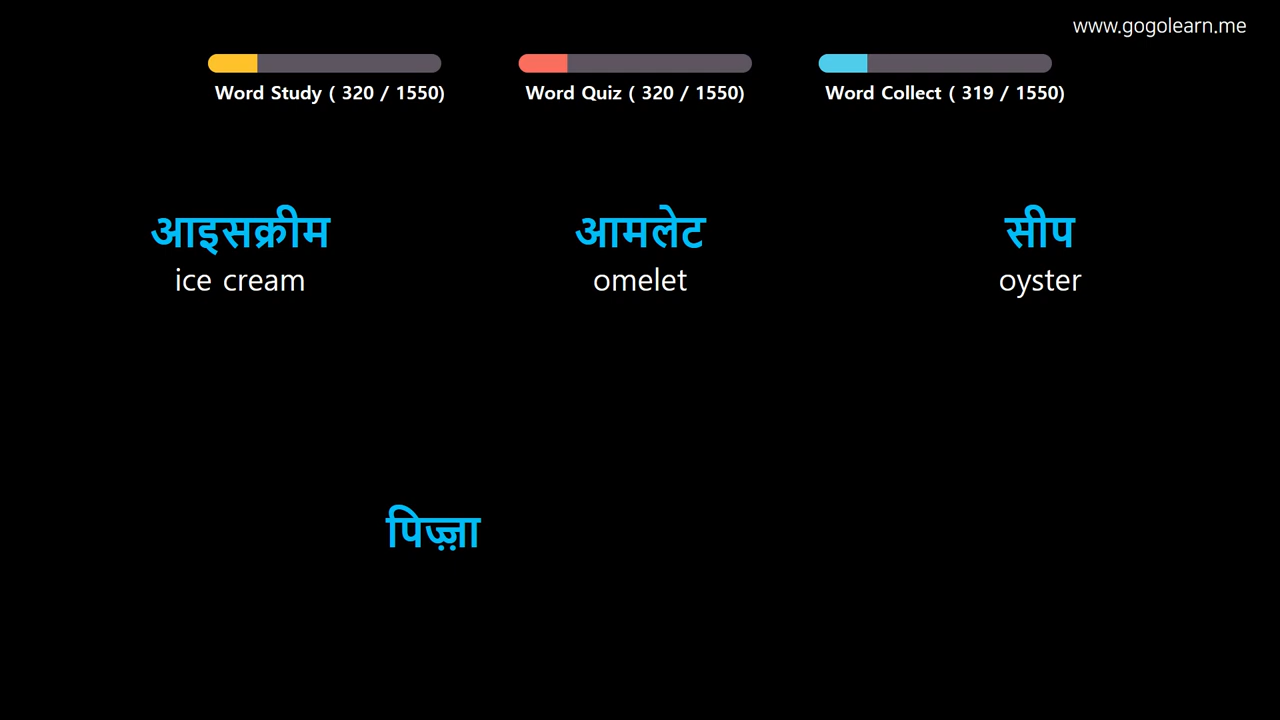 www.gogolearn.me
Word Study ( 320 / 1550)
Word Quiz ( 320 / 1550)
Word Collect ( 319 / 1550)
आइसक्रीम
आमलेट
सीप
ice cream
omelet
oyster
पिज़्ज़ा